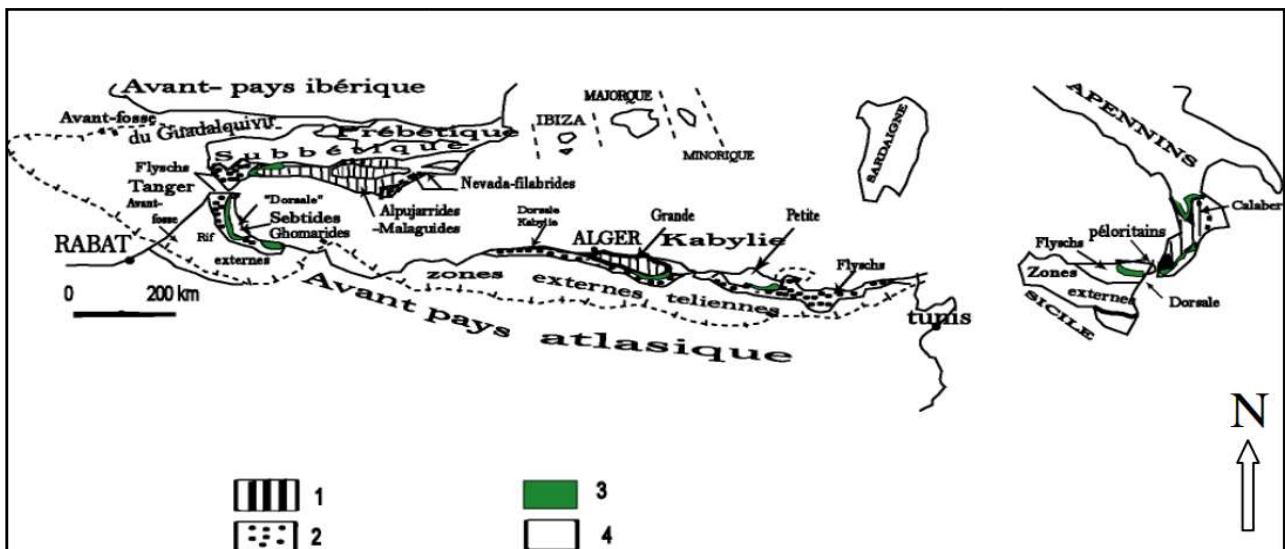 Avant- pays ibérique
Avant-fosse
du Guadalquivir
Prébétique
Subbétique
Flyschs
Tanger
Avant-
fosse
"Dorsale"
Sebtides
Ghomarides
Nevada-filabrides
Alpujarrides
-Malaguides
RABAT
Rif
externes
0 200 km
IBIZA
MAJORQUE
MINORIQUE
SARDAIGNE
Dorsale
Kabylie
ALGER
Grande
Kabylie
Petite
Flyschs
zones externes teliennes
Avant pays atlasique
tunis
APENNINS
Calaber
péloritains
Flyschs
Zones
externes
Dorsale
SICILE
N
1
2
3
4